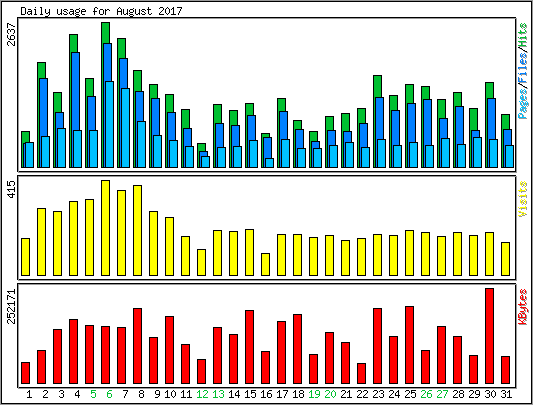 Daily usage for August 2017
2637
Pages/Files/Hits
415
Visits
252171
KBytes
1 2 3 4 5 6 7 8 9 10 11 12 13 14 15 16 17 18 19 20 21 22 23 24 25 26 27 28 29 30 31